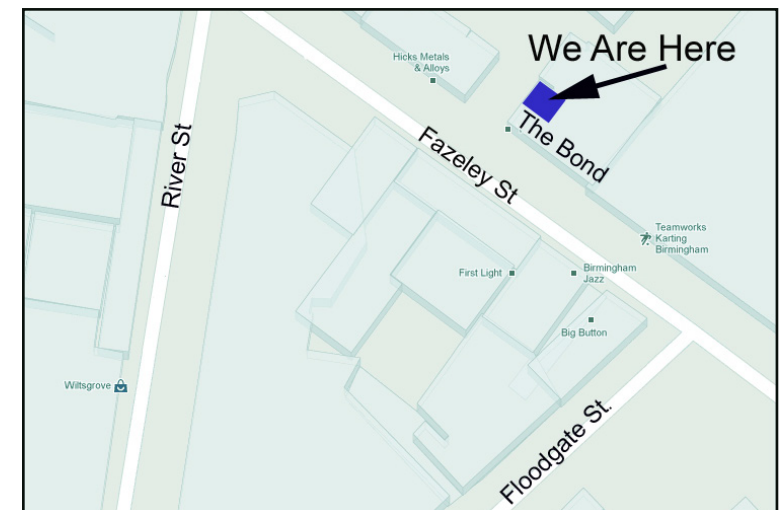 We Are Here
Hicks Metals
& Alloys
The Bond
Fazeley St
River St
Teamworks
Karting
Birmingham
First Light
Birmingham
Jazz
Big Button
Wiltsgrove
Floodgate St.